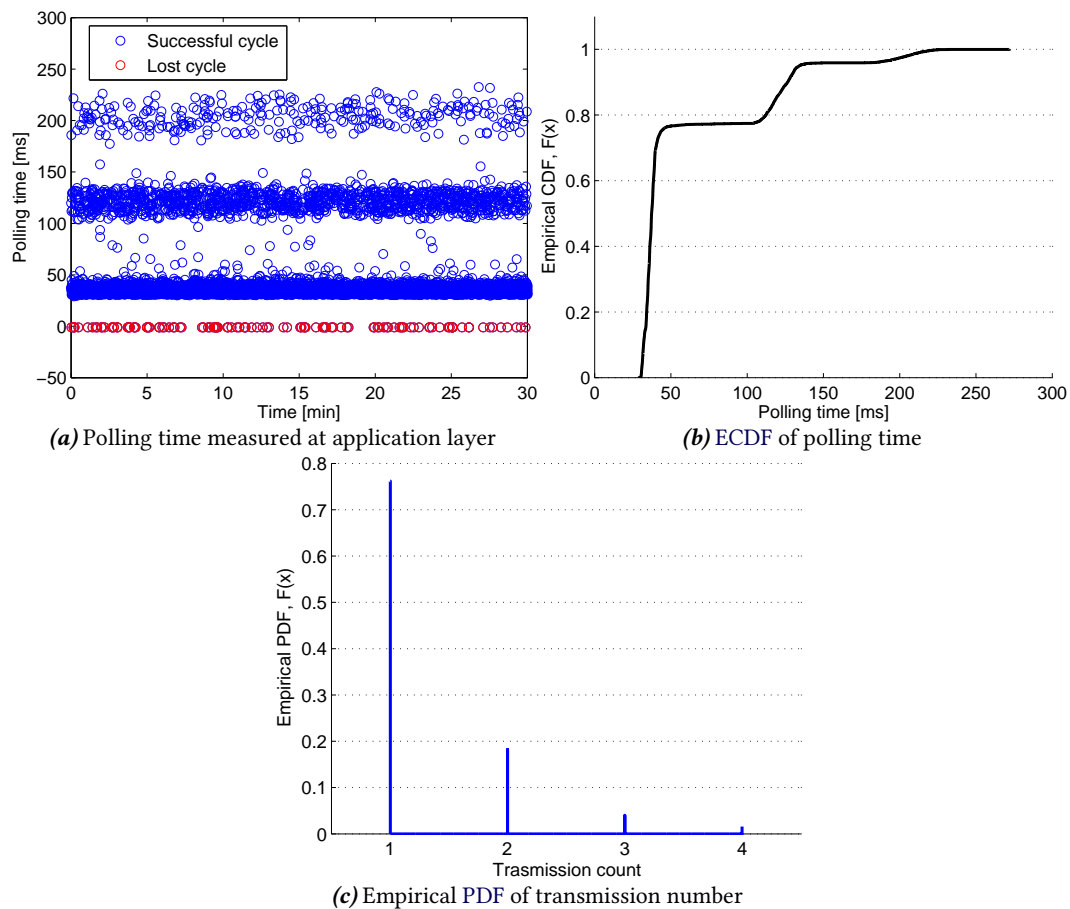 300
250
200
150
100
50
0
−50
Polling time [ms]
Successful cycle
Lost cycle
0 5 10 15 20 25 30
Time [min]
(a) Polling time measured at application layer
1
0.8
0.6
0.4
0.2
0
Empirical CDF, F(x)
0 50 100 150 200 250 300
Polling time [ms]
(b) ECDF of polling time
0.8
0.7
0.6
0.5
0.4
0.3
0.2
0.1
0
Empirical PDF, F(x)
1 2 3 4
Trasmission count
(c) Empirical PDF of transmission number